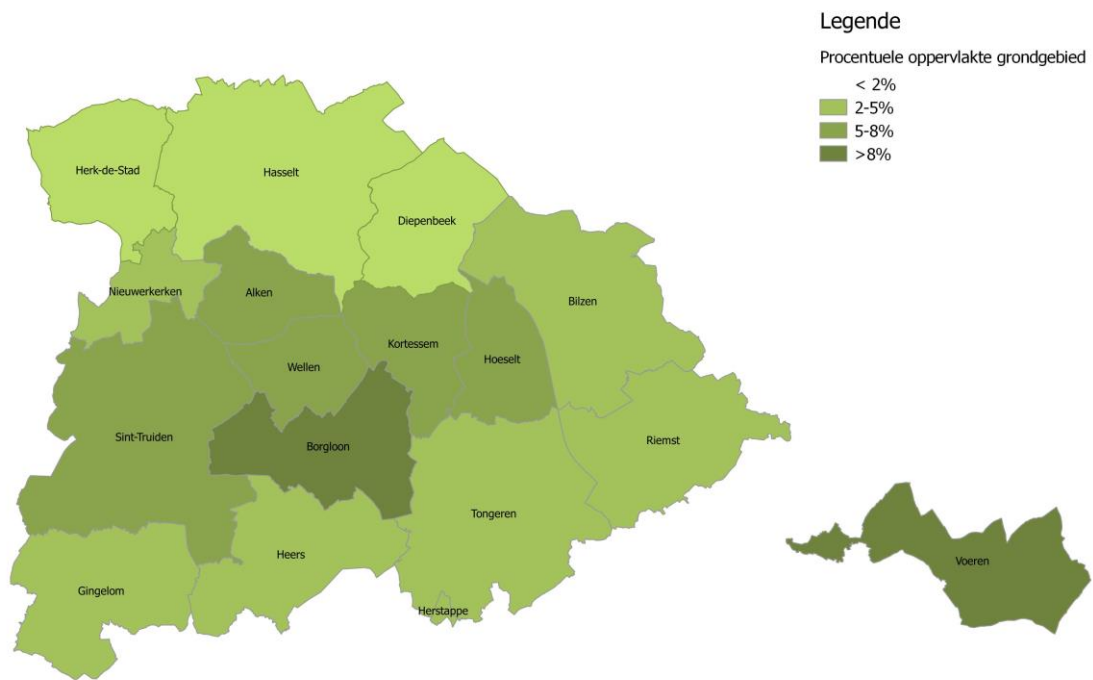 Legende
Procentuele oppervlakte grondgebied
< 2%
2-5%
5-8%
>8%
Herk-de-Stad
Hasselt
Diepenbeek
Nieuwerkerken
Alken
Bilzen
Kortessem
Hoeselt
Wellen
Sint-Truiden
Borgloon
Riemst
Tongeren
Heers
Voeren
Gingelom
Herstappe